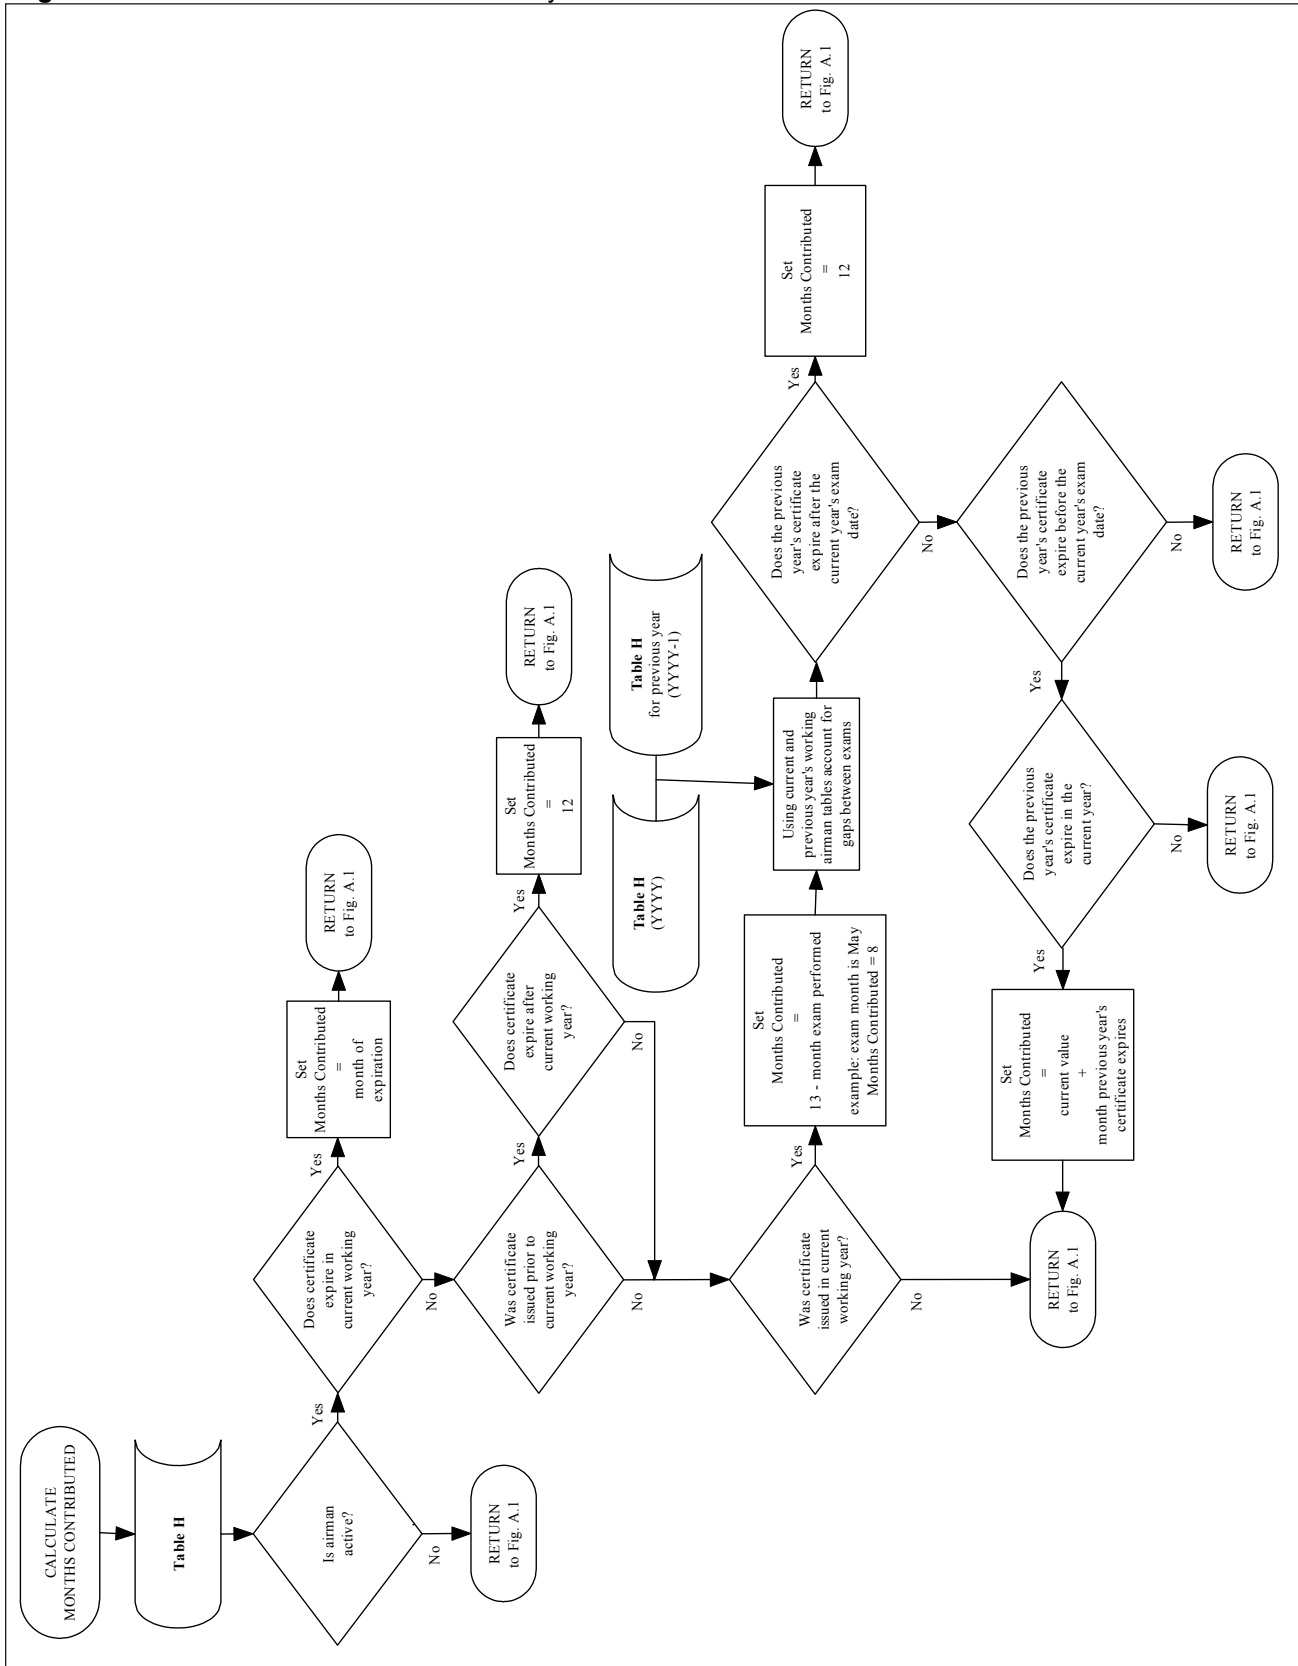 CALCULATE
MONTHS CONTRIBUTED
Table H
Is airman
active?
No
RETURN
to Fig. A.1
Yes
Does certificate
expire in
current working
year?
Yes
Set
Months Contributed
=
month of
expiration
RETURN
to Fig. A.1
No
Was certificate
issued prior to
current working
year?
Yes
Does certificate
expire after
current working
year?
Yes
Set
Months Contributed
=
12
RETURN
to Fig. A.1
No
No
Was certificate
issued in current
working year?
No
RETURN
to Fig. A.1
Yes
Set
Months Contributed
=
13 - month exam performed
example: exam month is May
Months Contributed = 8
Table H
(YYYY)
Table H
for previous year
(YYYY-1)
Using current and
previous year's working
airman tables account for
gaps between exams
Does the previous
year's certificate
expire after the
current year's exam
date?
Yes
Set
Months Contributed
=
12
RETURN
to Fig. A.1
No
Does the previous
year's certificate
expire before the
current year's exam
date?
No
RETURN
to Fig. A.1
Yes
Does the previous
year's certificate
expire in the
current year?
No
RETURN
to Fig. A.1
Yes
Set
Months Contributed
=
current value
+
month previous year's
certificate expires